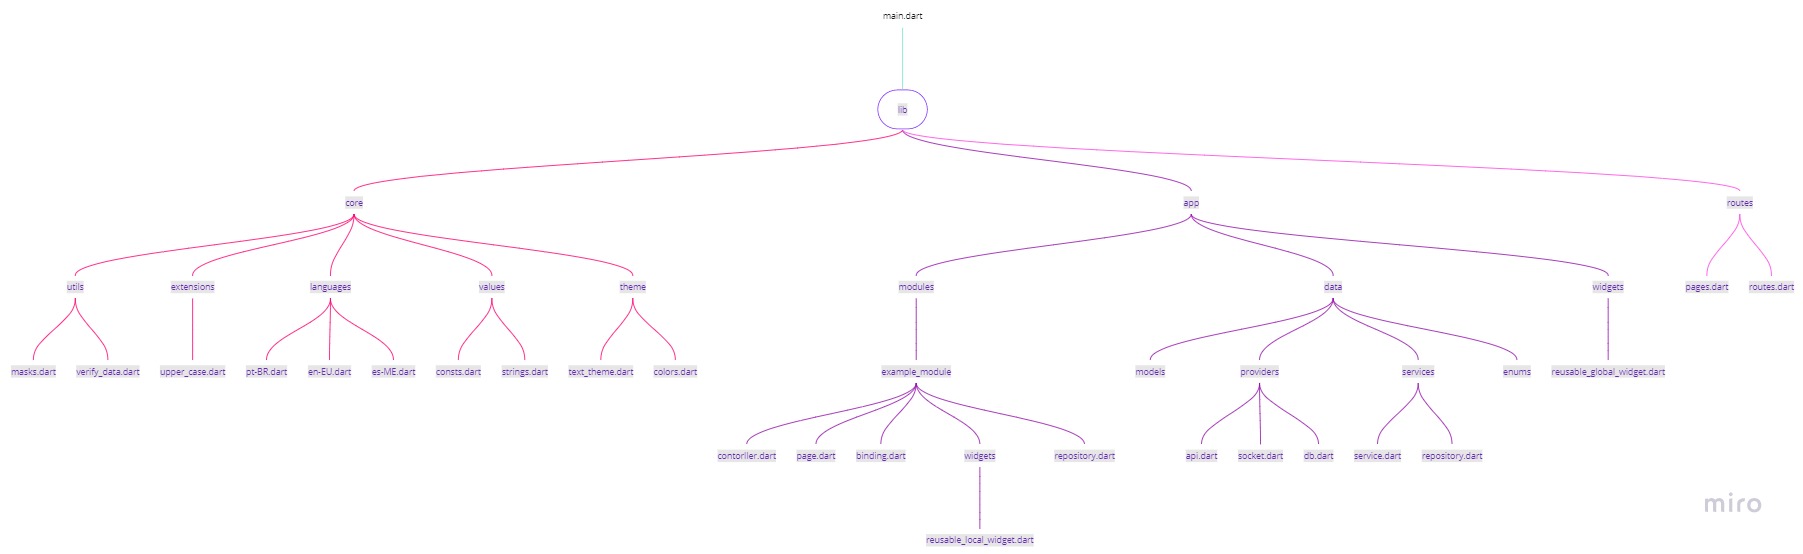 main.dart
lib
core
app
routes
utils
extensions
languages
values
theme
modules
data
widgets
pages.dart
routes.dart
masks.dart
verify_data.dart
upper_case.dart
pt-BR.dart
en-EU.dart
es-ME.dart
consts.dart
strings.dart
text_theme.dart
colors.dart
example_module
models
providers
services
enums
reusable_global_widget.dart
contorller.dart
page.dart
binding.dart
widgets
repository.dart
api.dart
socket.dart
db.dart
service.dart
repository.dart
miro
reusable_local_widget.dart